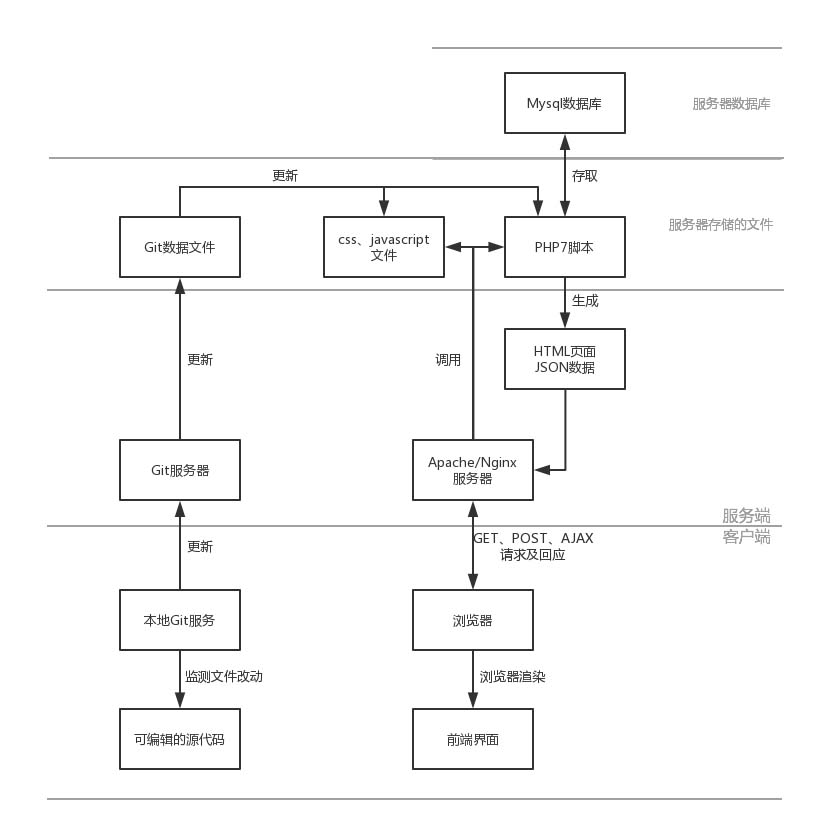 Mysql数据库
服务器数据库
更新
存取
服务器存储的文件
Git数据文件
css、javascript
文件
PHP7脚本
生成
HTML页面
JSON数据
更新
调用
Git服务器
Apache/Nginx
服务器
服务端
客户端
更新
GET、POST、AJAX
请求及回应
本地Git服务
浏览器
监测文件改动
浏览器渲染
可编辑的源代码
前端界面